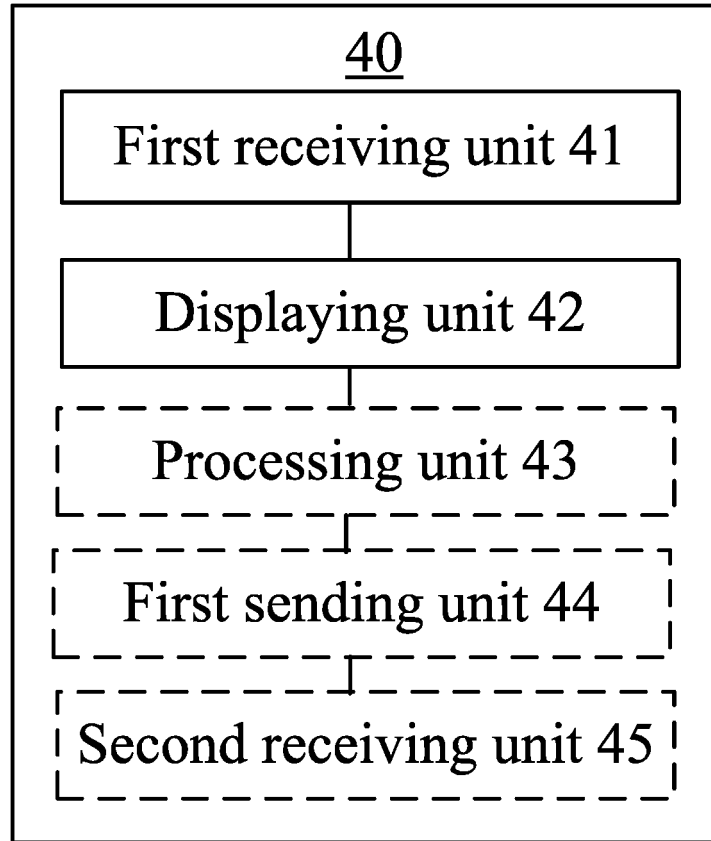 40
First receiving unit 41
Displaying unit 42
Processing unit 43
First sending unit 44
Second receiving unit 45